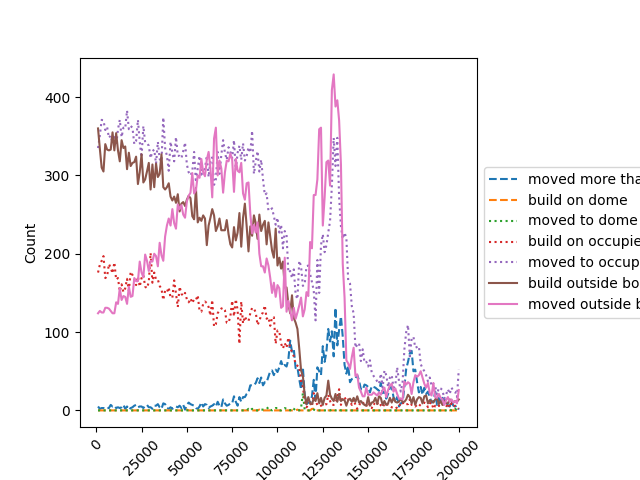 400
300
200
100
0
Count
0
25000
50000
75000
100000
125000
150000
175000
200000
moved more tha
build on dome
moved to dome
build on occupie
moved to occup
build outside bo
moved outside b